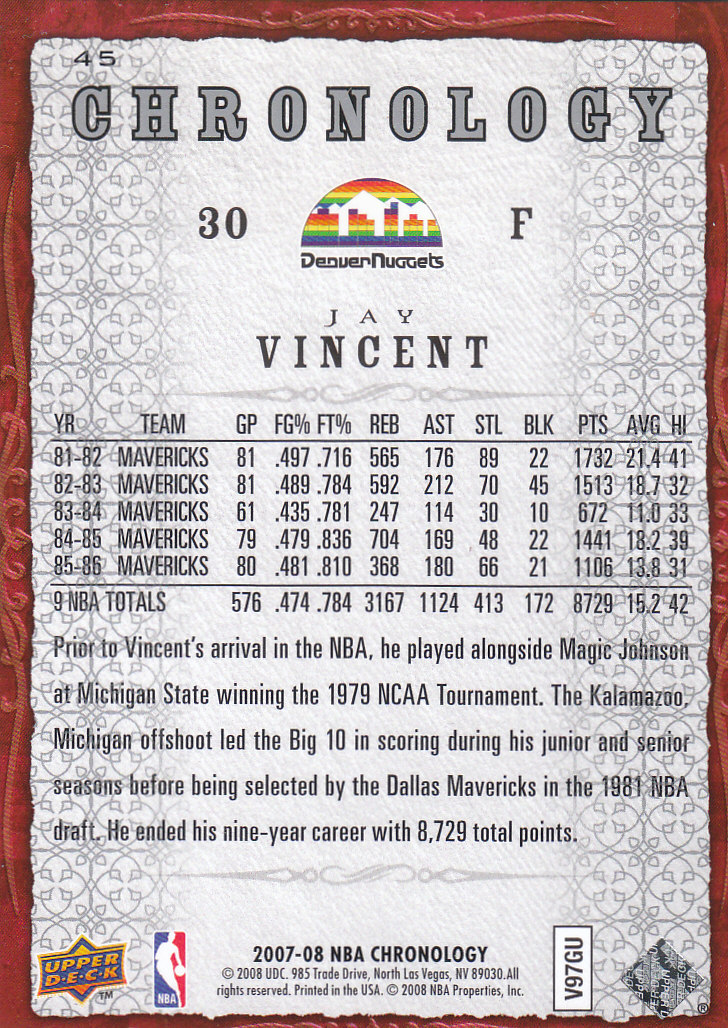 45
CHRONOLOGY
30 F
Denver Nuggets
JAY
VINCENT
YR TEAM GP FG% FT% REB AST STL BLK PTS AVG HI
81-82 MAVERICKS 81 .497 .716 565 176 89 22 1732 21.4 41
82-83 MAVERICKS 81 .489 .784 592 212 70 45 1513 18.7 32
83-84 MAVERICKS 61 .435 .781 247 114 30 10 672 11.0 33
84-85 MAVERICKS 79 .479 .836 704 169 48 22 1441 18.2 39
85-86 MAVERICKS 80 .481 .810 368 180 66 21 1106 13.8 31
9 NBA TOTALS 576 .474 .784 3167 1124 413 172 8729 15.2 42
Prior to Vincent's arrival in the NBA, he played alongside Magic Johnson
at Michigan State winning the 1979 NCAA Tournament. The Kalamazoo,
Michigan offshoot led the Big 10 in scoring during his junior and senior
seasons before being selected by the Dallas Mavericks in the 1981 NBA
draft. He ended his nine-year career with 8,729 total points.
UPPER
D·E·C·K
TM
NBA
2007-08 NBA CHRONOLOGY
© 2008 UDC. 985 Trade Drive, North Las Vegas, NV 89030. All
rights reserved. Printed in the USA. © 2008 NBA Properties, Inc.
V97GU
®